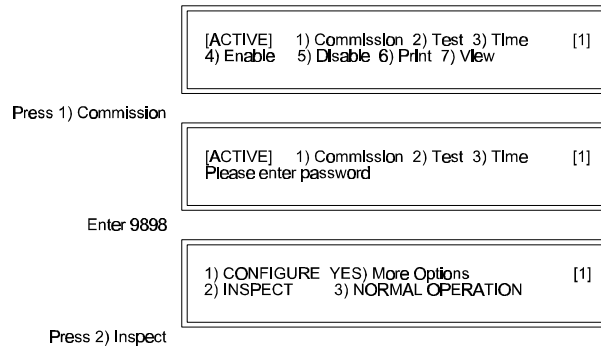 [ACTIVE] 1) Commission 2) Test 3) Time [1]
4) Enable 5) Disable 6) Print 7) View
Press 1) Commission
[ACTIVE] 1) Commission 2) Test 3) Time [1]
Please enter password
Enter 9898
1) CONFIGURE YES) More Options [1]
2) INSPECT 3) NORMAL OPERATION
Press 2) Inspect